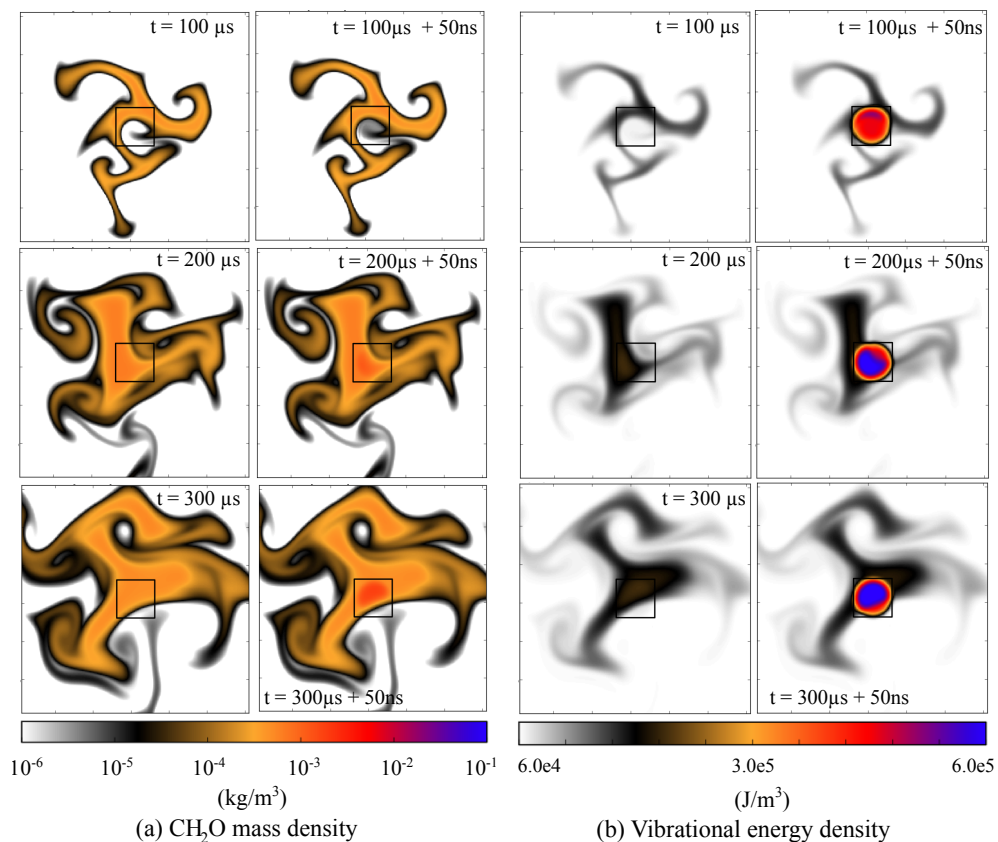 t = 100 μs
t = 100μs + 50ns
t = 100 μs
t = 100μs + 50ns
t = 200 μs
t = 200μs + 50ns
t = 200 μs
t = 200μs + 50ns
t = 300 μs
t = 300μs + 50ns
t = 300 μs
t = 300μs + 50ns
10⁻⁶ 10⁻⁵ 10⁻⁴ 10⁻³ 10⁻² 10⁻¹
(kg/m³)
(a) CH₂O mass density
6.0e4 3.0e5 6.0e5
(J/m³)
(b) Vibrational energy density